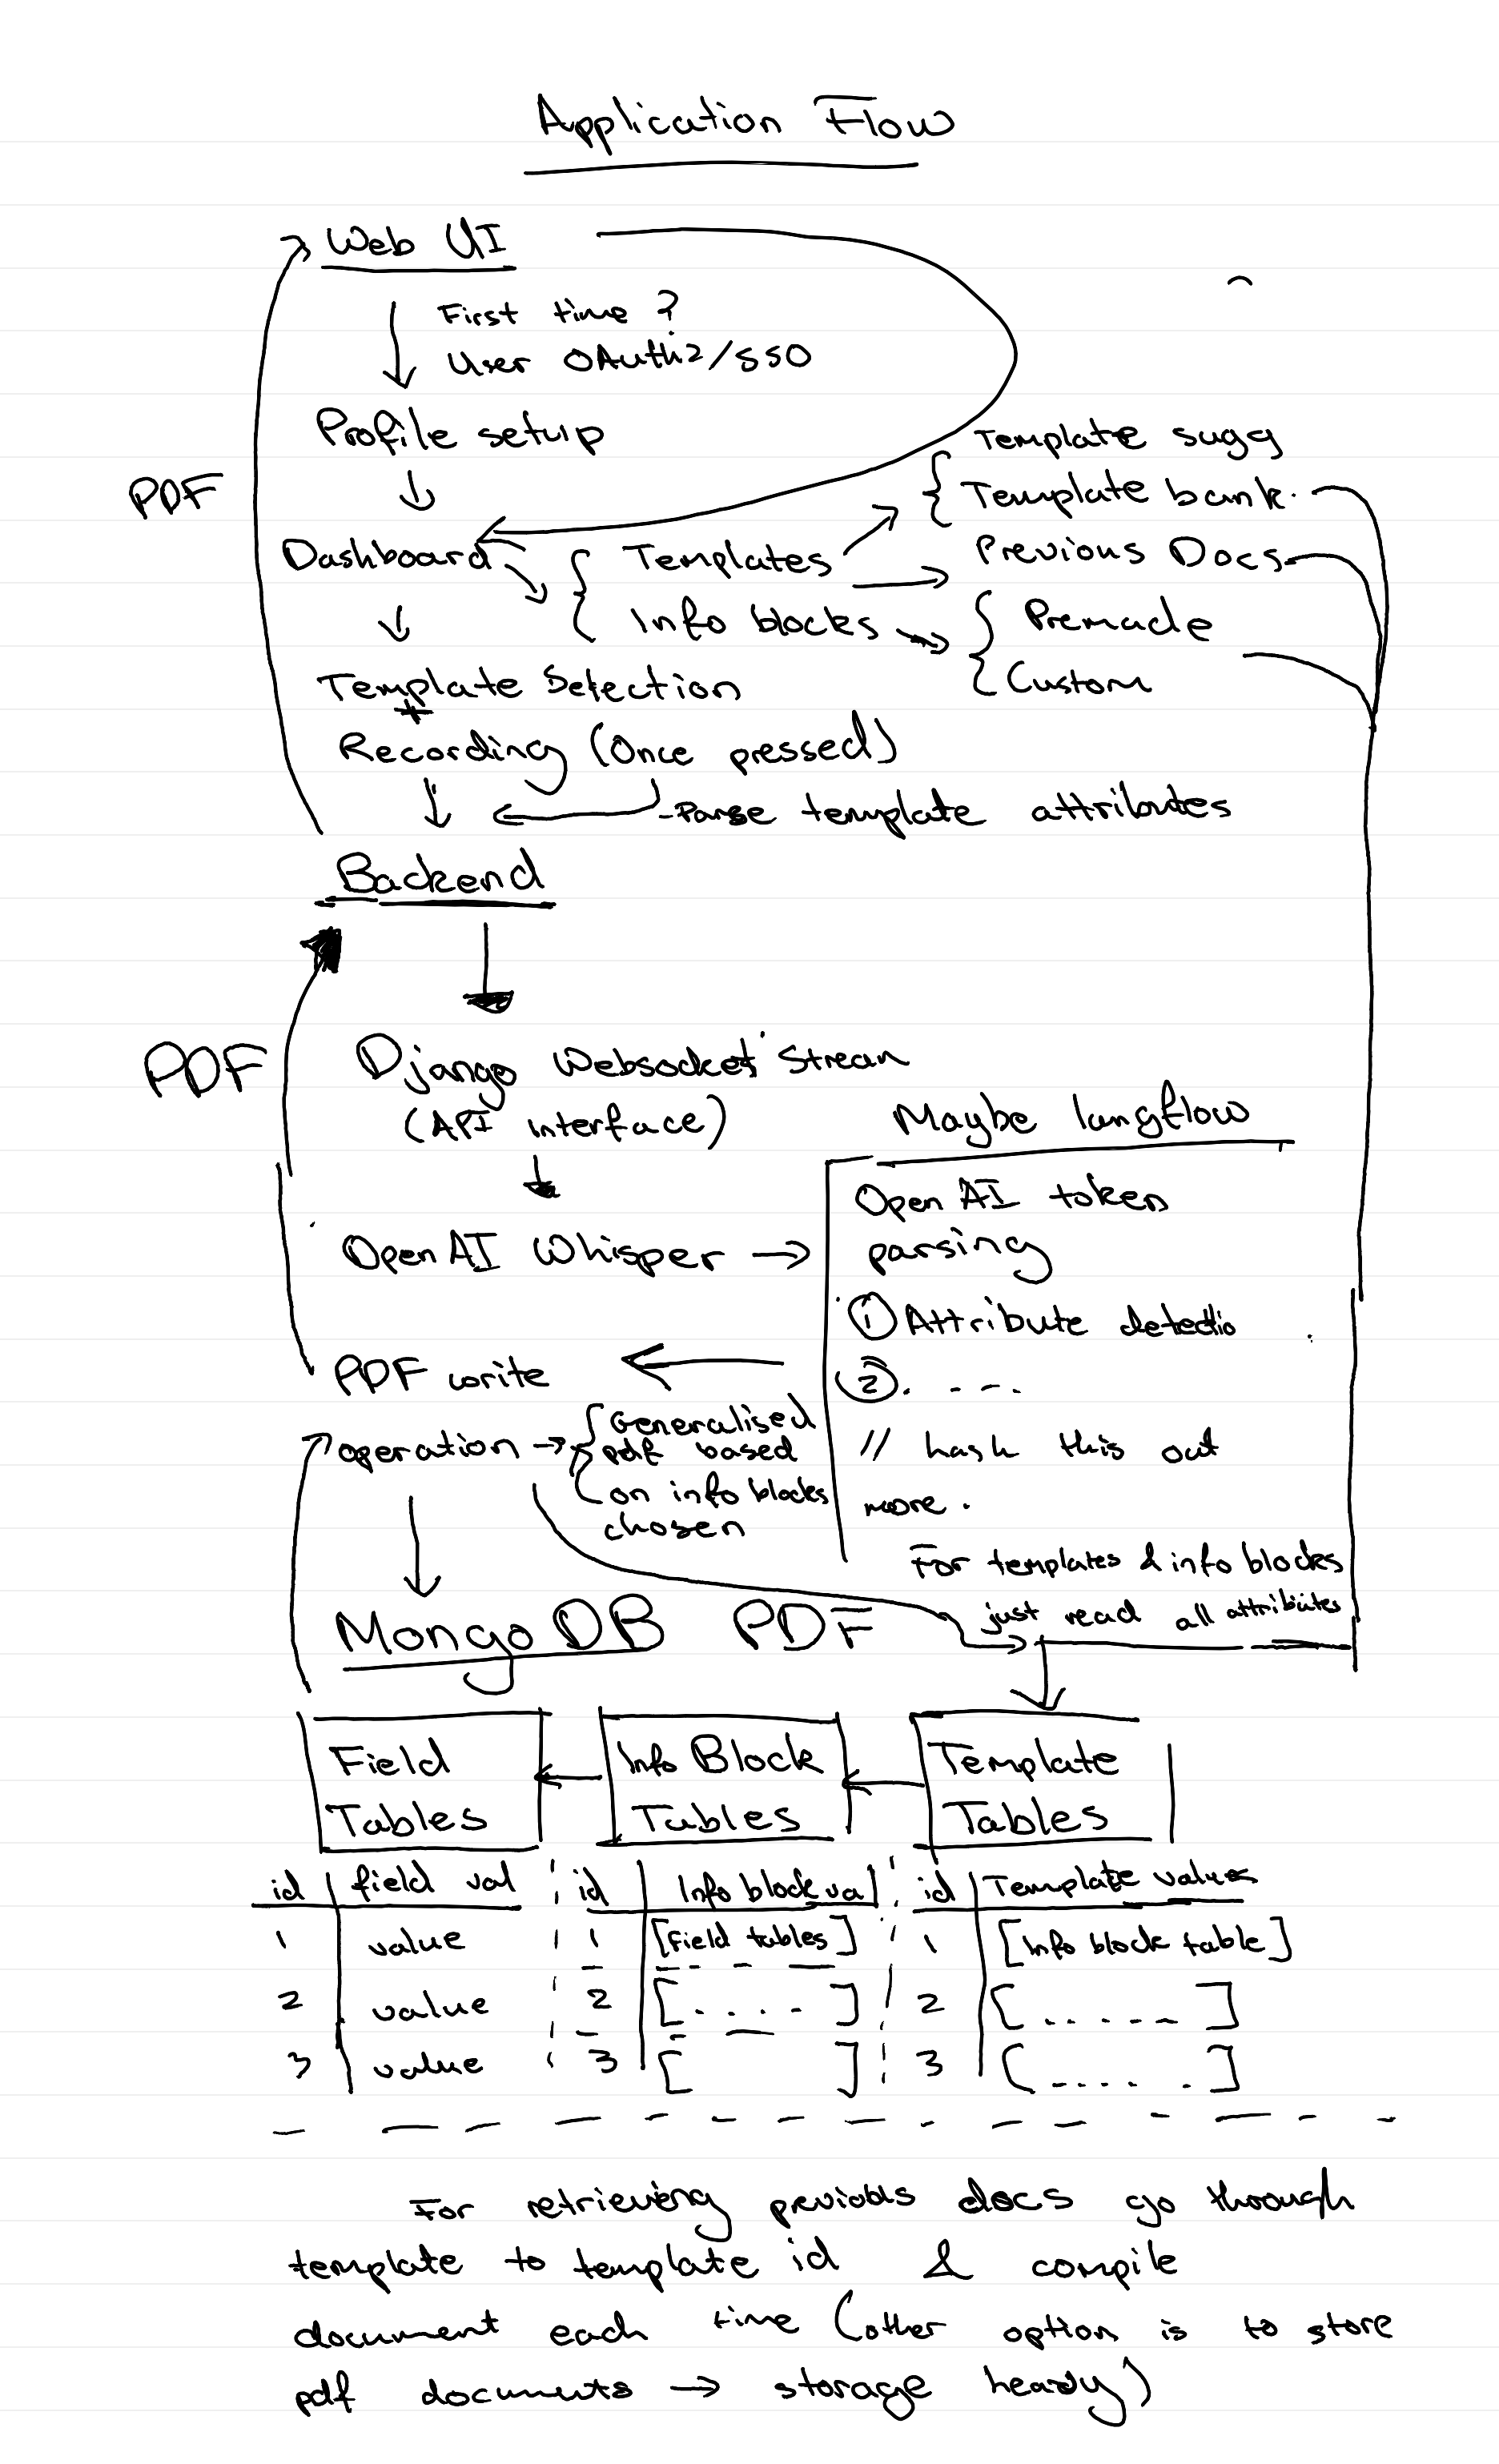 Application Flow
Web UI
First time?
User OAuth2/SSO
Profile setup
PDF
Template sugg
Template bank.
Dashboard
Templates
Previous Docs
Info blocks
Premade
Custom
Template Selection
+
Recording (Once pressed)
- Parse template attributes
Backend
PDF
Django Websocket Stream
(API interface)
Maybe langflow
OpenAI Whisper
Open AI token
parsing
① Attribute detectio
②. - - - .
// hash this out
more.
PDF write
operation
Generalised
pdf based
on info blocks
chosen
For templates & info blocks
just read all attributes
Mongo DB PDF
Field
Tables
Info Block
Tables
Template
Tables
id | field val | id | Info block val | id | Template values
1 | value | 1 | [Field tables] | 1 | [Info block table]
2 | value | 2 | [. . . .] | 2 | [. . . . . .]
3 | value | 3 | [ ] | 3 | [. . . . . .]
For retrieving previous docs go through
template to template id & compile
document each time (other option is to store
pdf documents → storage heavy)